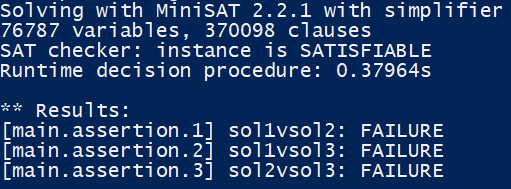 Solving with MiniSAT 2.2.1 with simplifier
76787 variables, 370098 clauses
SAT checker: instance is SATISFIABLE
Runtime decision procedure: 0.37964s
** Results:
[main.assertion.1] sol1vsol2: FAILURE
[main.assertion.2] sol1vsol3: FAILURE
[main.assertion.3] sol2vsol3: FAILURE